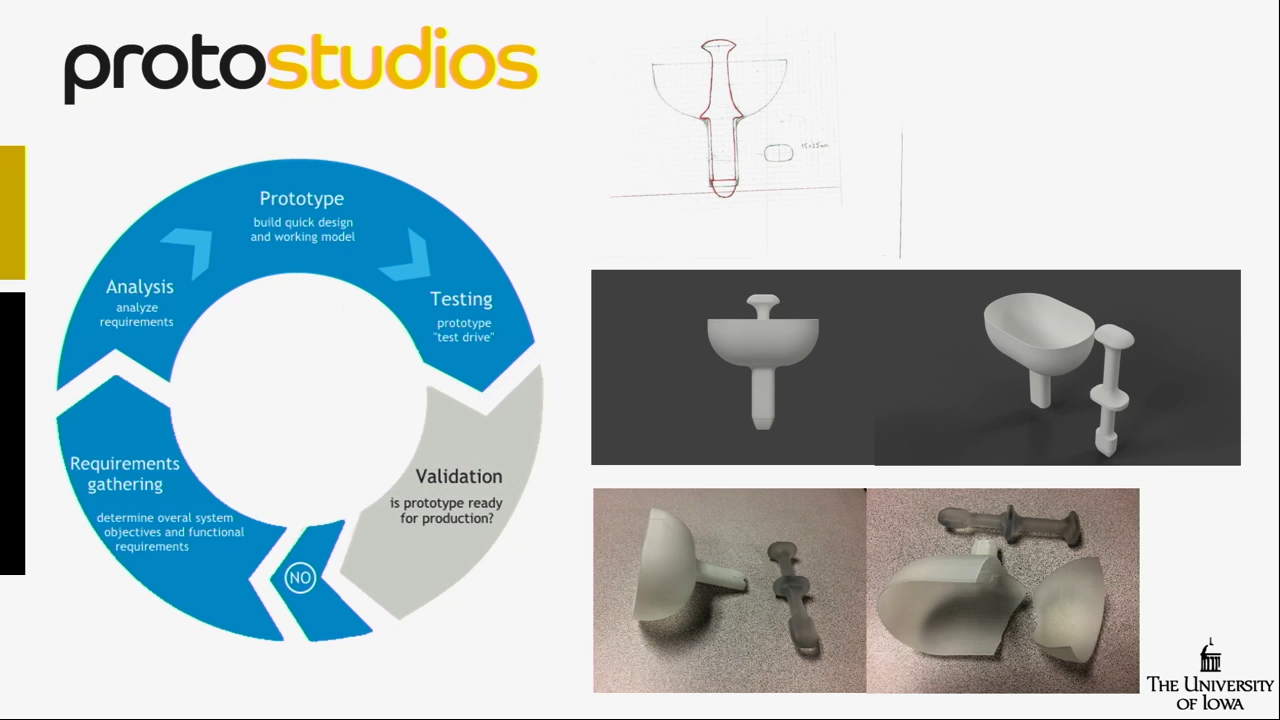 protostudios
15x25mm
Prototype
build quick design
and working model
Analysis
analyze
requirements
Testing
prototype
"test drive"
Requirements
gathering
determine overal system
objectives and functional
requirements
Validation
is prototype ready
for production?
NO
THE UNIVERSITY
OF IOWA